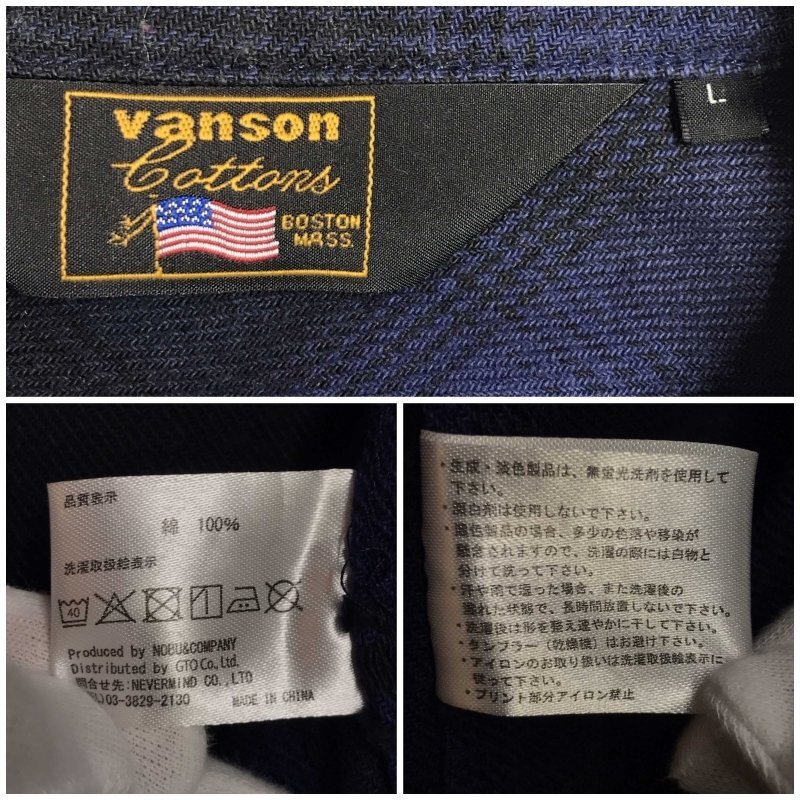 vanson
Cottons
BOSTON
MASS.
L
品質表示
綿 100%
洗濯取扱絵表示
40
Produced by NOBU&COMPANY
Distributed by GTO Co., Ltd.
問合せ先:NEVERMIND CO.,LTD
TEL)03-3829-2130 MADE IN CHINA
・生成・淡色製品は、無蛍光洗剤を使用して
下さい。
・漂白剤は使用しないで下さい。
・濃色製品の場合、多少の色落や移染が
懸念されますので、洗濯の際には白物と
分けて洗って下さい。
・汗や雨で湿った場合、また洗濯後の
濡れた状態で、長時間放置しないで下さい。
・洗濯後は形を整え速やかに干して下さい。
・タンブラー(乾燥機)はお避け下さい。
・アイロンのお取り扱いは洗濯取扱絵表示に
従って下さい。
・プリント部分アイロン禁止